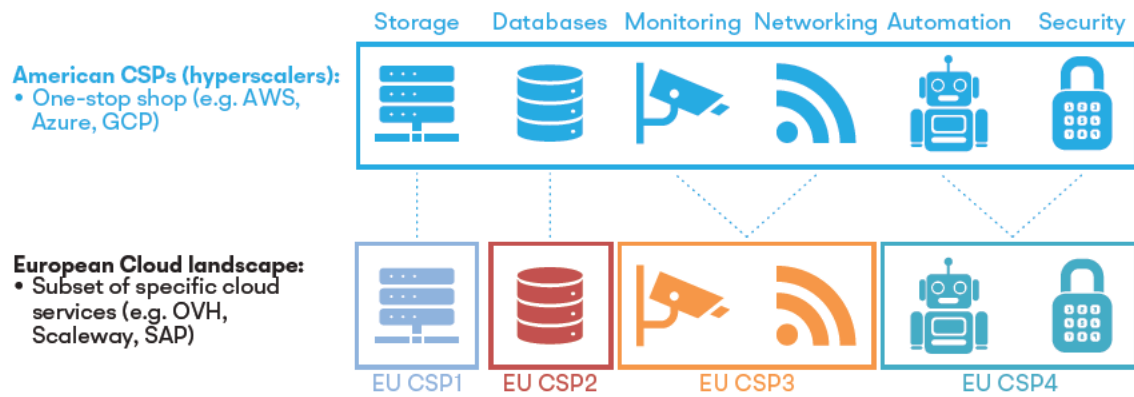 Storage Databases Monitoring Networking Automation Security
American CSPs (hyperscalers):
• One-stop shop (e.g. AWS,
Azure, GCP)
European Cloud landscape:
• Subset of specific cloud
services (e.g. OVH,
Scaleway, SAP)
EU CSP1 EU CSP2 EU CSP3 EU CSP4